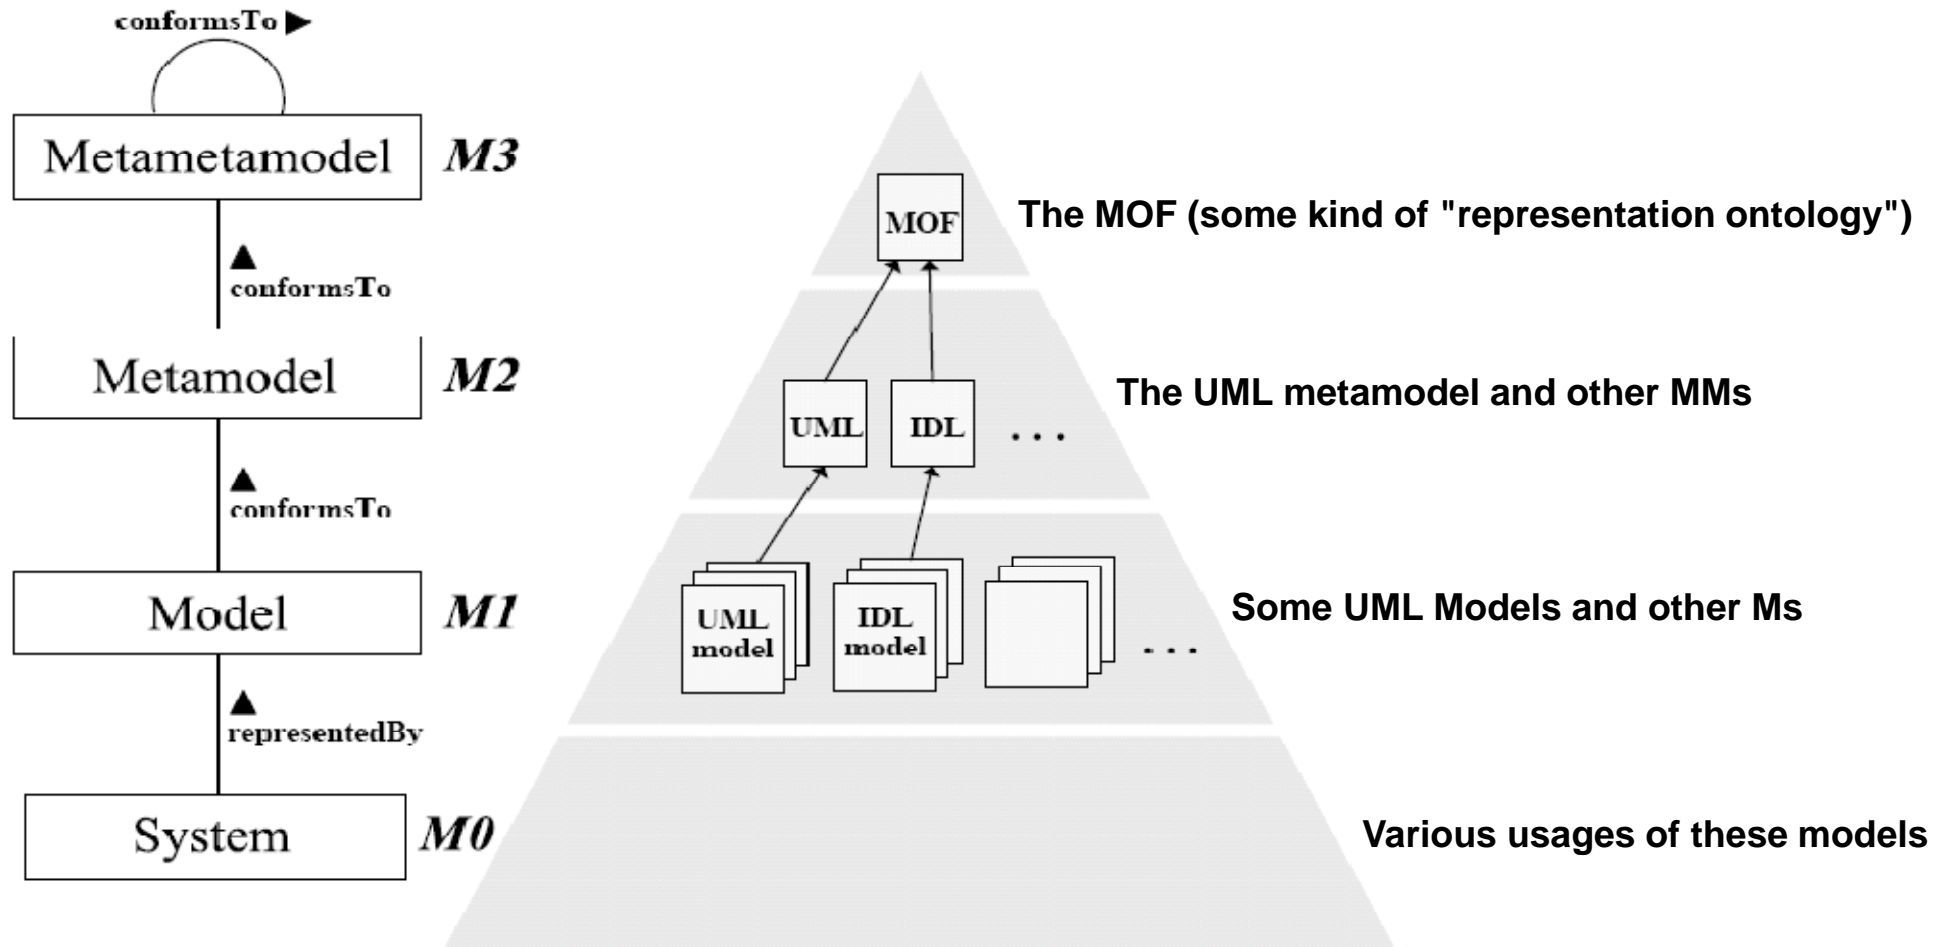 conformsTo ▶
Metametamodel M3
MOF
The MOF (some kind of "representation ontology")
▲
conformsTo
Metamodel M2
UML
IDL
. . .
The UML metamodel and other MMs
▲
conformsTo
Model M1
UML
model
IDL
model
. . .
Some UML Models and other Ms
▲
representedBy
System M0
Various usages of these models